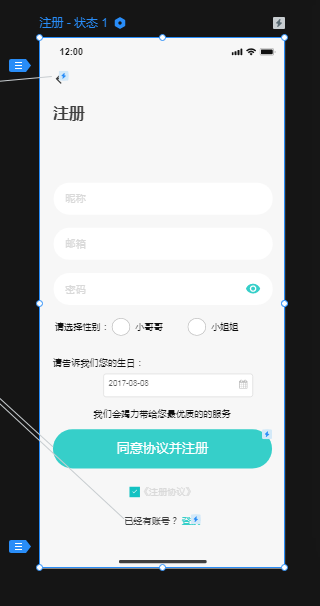 注册 - 状态 1
12:00
注册
昵称
邮箱
密码
请选择性别： 小哥哥 小姐姐
请告诉我们您的生日：
2017-08-08
我们会竭力带给您最优质的的服务
同意协议并注册
《注册协议》
已经有账号？